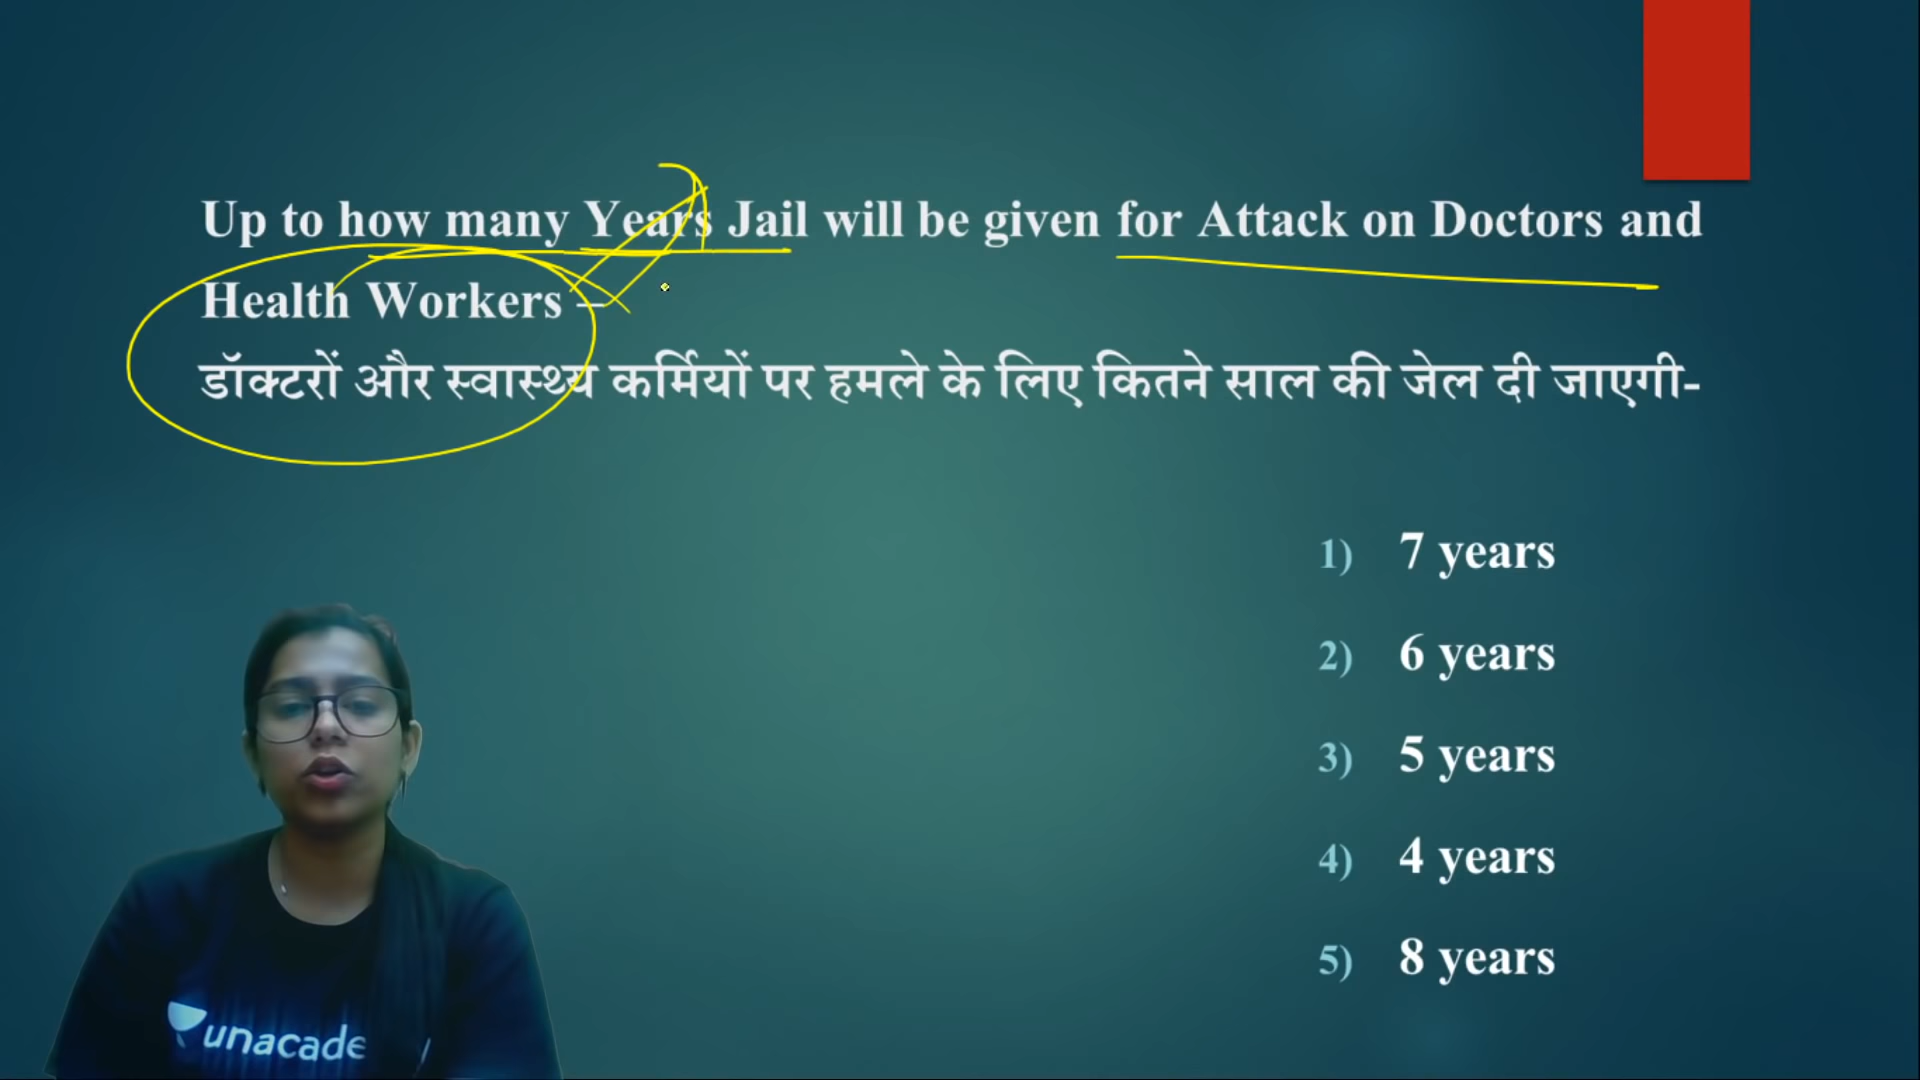 Up to how many Years Jail will be given for Attack on Doctors and
Health Workers –
डॉक्टरों और स्वास्थ्य कर्मियों पर हमले के लिए कितने साल की जेल दी जाएगी-
1) 7 years
2) 6 years
3) 5 years
4) 4 years
5) 8 years
unacade